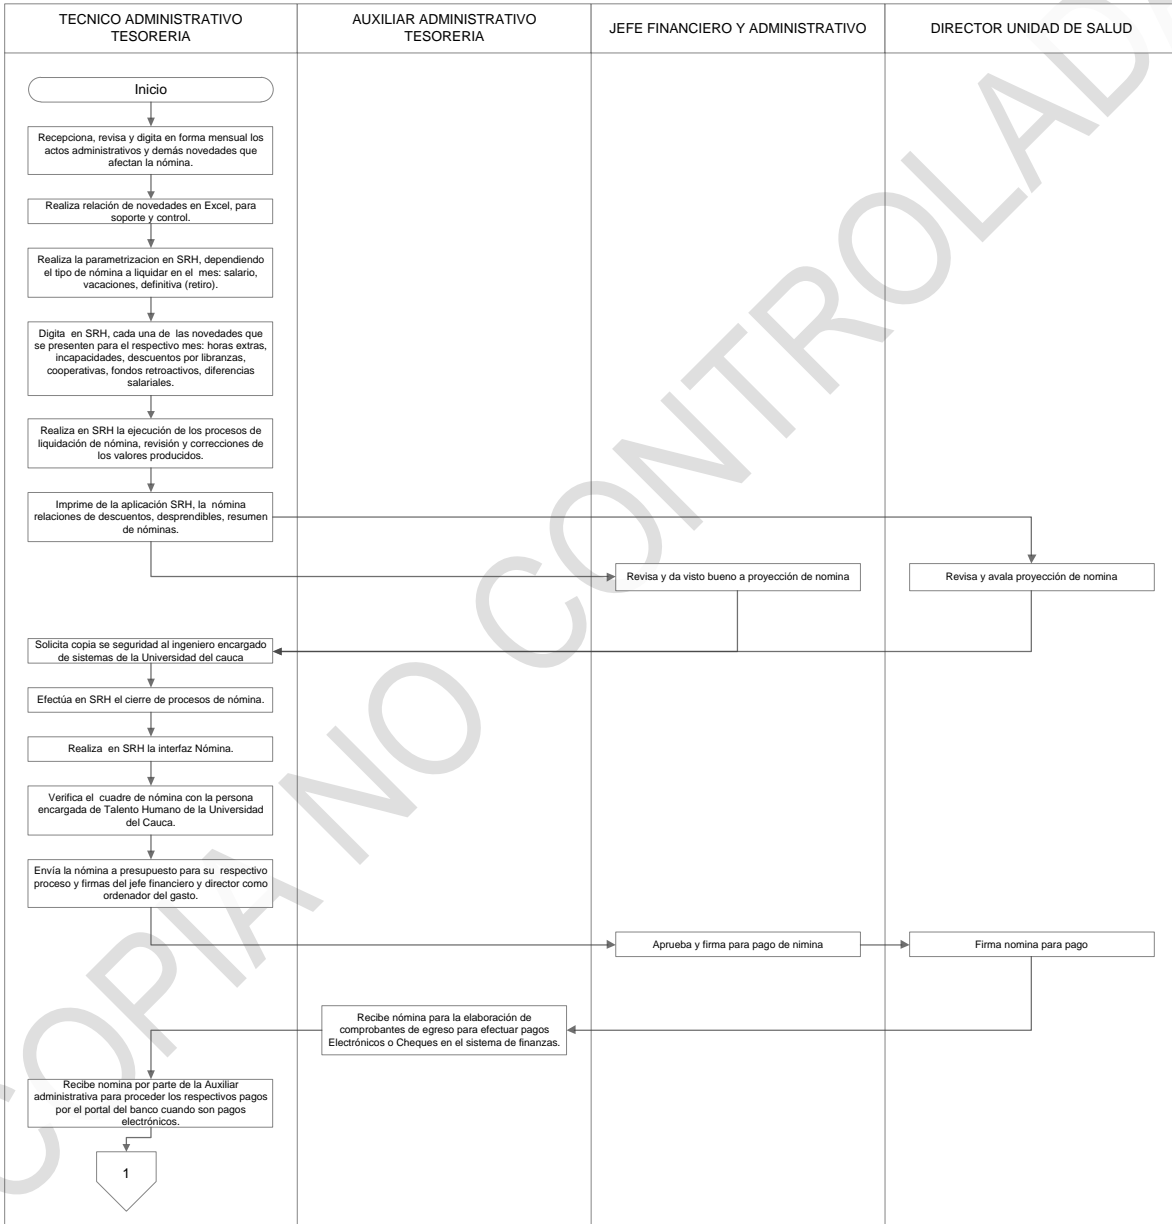 TECNICO ADMINISTRATIVO
TESORERIA
AUXILIAR ADMINISTRATIVO
TESORERIA
JEFE FINANCIERO Y ADMINISTRATIVO
DIRECTOR UNIDAD DE SALUD
Inicio
Recepciona, revisa y digita en forma mensual los
actos administrativos y demás novedades que
afectan la nómina.
Realiza relación de novedades en Excel, para
soporte y control.
Realiza la parametrizacion en SRH, dependiendo
el tipo de nómina a liquidar en el mes: salario,
vacaciones, definitiva (retiro).
Digita en SRH, cada una de las novedades que
se presenten para el respectivo mes: horas extras,
incapacidades, descuentos por libranzas,
cooperativas, fondos retroactivos, diferencias
salariales.
Realiza en SRH la ejecución de los procesos de
liquidación de nómina, revisión y correcciones de
los valores producidos.
Imprime de la aplicación SRH, la nómina
relaciones de descuentos, desprendibles, resumen
de nóminas.
Revisa y da visto bueno a proyección de nomina
Revisa y avala proyección de nomina
Solicita copia se seguridad al ingeniero encargado
de sistemas de la Universidad del cauca
Efectúa en SRH el cierre de procesos de nómina.
Realiza en SRH la interfaz Nómina.
Verifica el cuadre de nómina con la persona
encargada de Talento Humano de la Universidad
del Cauca.
Envía la nómina a presupuesto para su respectivo
proceso y firmas del jefe financiero y director como
ordenador del gasto.
Aprueba y firma para pago de nimina
Firma nomina para pago
Recibe nómina para la elaboración de
comprobantes de egreso para efectuar pagos
Electrónicos o Cheques en el sistema de finanzas.
Recibe nomina por parte de la Auxiliar
administrativa para proceder los respectivos pagos
por el portal del banco cuando son pagos
electrónicos.
1
COPIA NO CONTROLADA